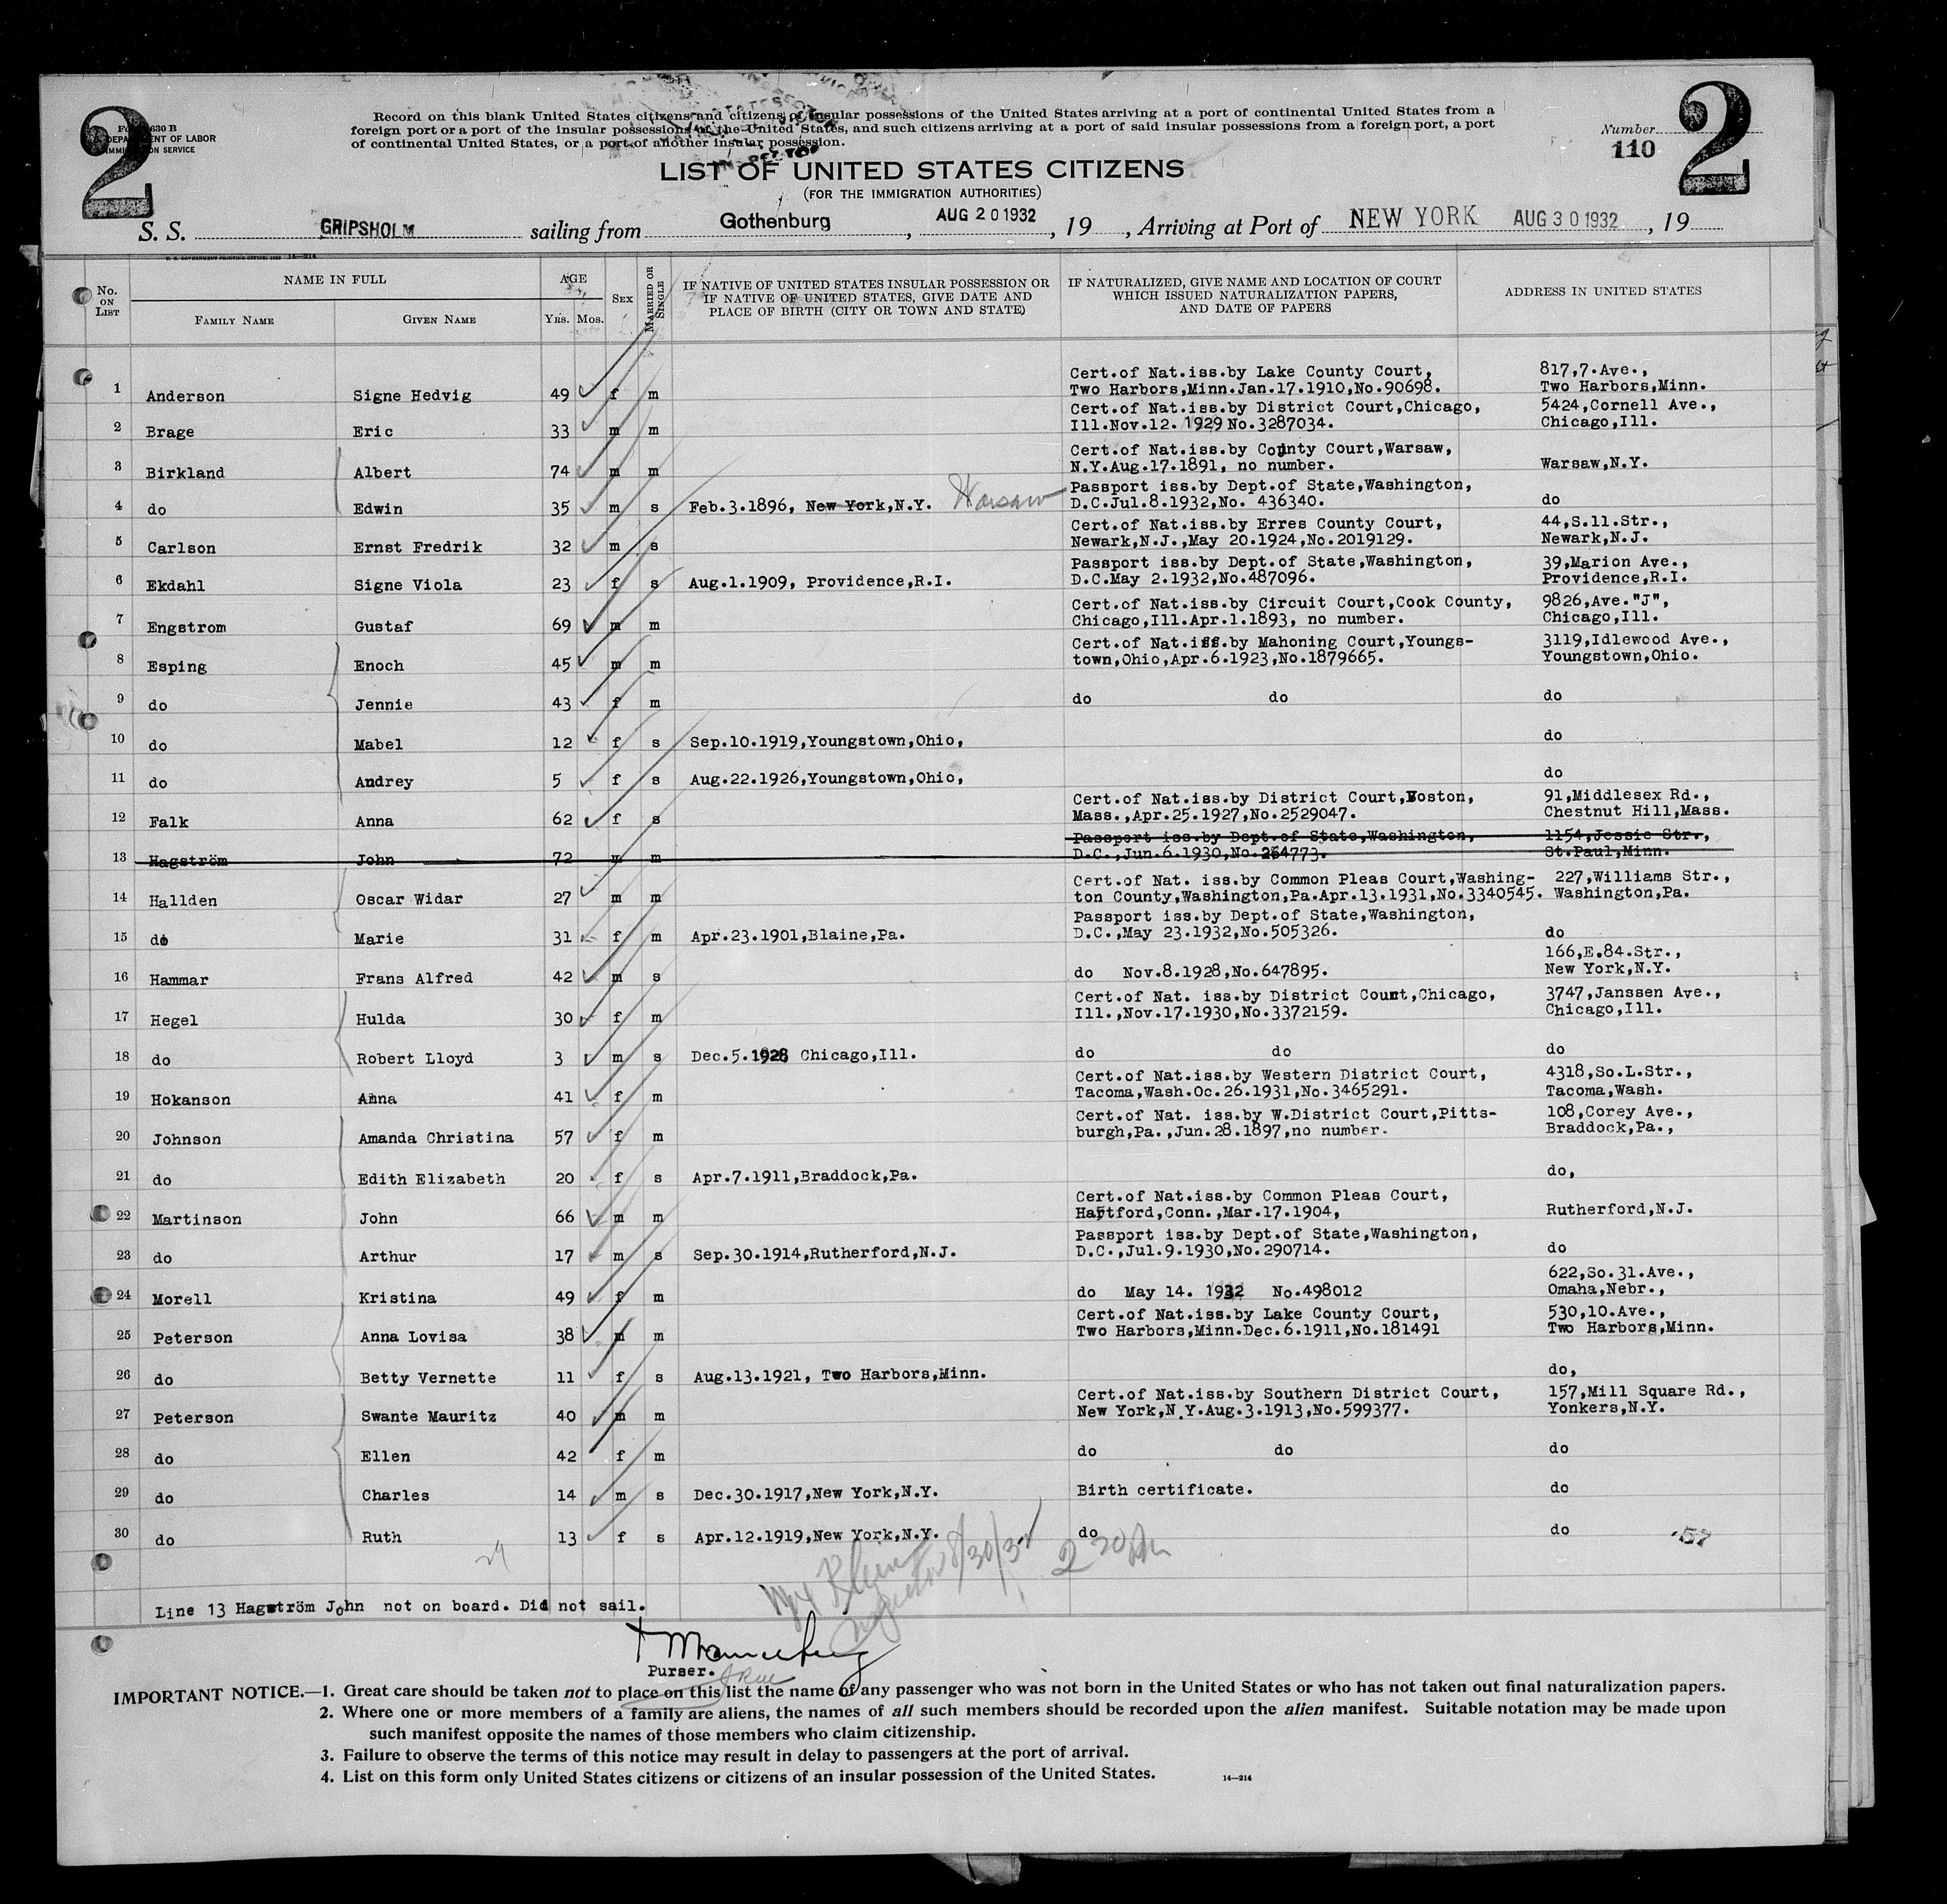 2
2
Record on this blank United States citizens and citizens of insular possessions of the United States arriving at a port of continental United States from a
foreign port or a port of the insular possessions of the United States, and such citizens arriving at a port of said insular possessions from a foreign port, a port
of continental United States, or a port of another insular possession.
630 B
DEPARTMENT OF LABOR
IMMIGRATION SERVICE
Number
110
LIST OF UNITED STATES CITIZENS
(FOR THE IMMIGRATION AUTHORITIES)
S. S. GRIPSHOLM sailing from Gothenburg, AUG 20 1932, 19 , Arriving at Port of NEW YORK AUG 30 1932, 19
No. ON LIST NAME IN FULL AGE SEX MARRIED OR SINGLE IF NATIVE OF UNITED STATES INSULAR POSSESSION OR IF NATIVE OF UNITED STATES, GIVE DATE AND PLACE OF BIRTH (CITY OR TOWN AND STATE) IF NATURALIZED, GIVE NAME AND LOCATION OF COURT WHICH ISSUED NATURALIZATION PAPERS, AND DATE OF PAPERS ADDRESS IN UNITED STATES
FAMILY NAME GIVEN NAME YRS. MOS.
Cert.of Nat.iss.by Lake County Court, 817,7.Ave.,
1 Anderson Signe Hedvig 49 f m Two Harbors,Minn.Jan.17.1910,No.90698. Two Harbors,Minn.
Cert.of Nat.iss.by District Court,Chicago, 5424,Cornell Ave.,
2 Brage Eric 33 m m Ill.Nov.12. 1929 No.3287034. Chicago,Ill.
Cert.of Nat.iss.by County Court,Warsaw,
3 Birkland Albert 74 m m N.Y.Aug.17.1891, no number. Warsaw,N.Y.
Passport iss.by Dept.of State,Washington,
4 do Edwin 35 m s Feb.3.1896, New York,N.Y. Warsaw D.C.Jul.8.1932,No. 436340. do
Cert.of Nat.iss.by Erres County Court, 44,S.11.Str.,
5 Carlson Ernst Fredrik 32 m s Newark,N.J.,May 20.1924,No.2019129. Newark,N.J.
Passport iss.by Dept.of State,Washington, 39,Marion Ave.,
6 Ekdahl Signe Viola 23 f s Aug.1.1909, Providence,R.I. D.C.May 2.1932,No.487096. Providence,R.I.
Cert.of Nat.iss.by Circuit Court,Cook County, 9826,Ave."J",
7 Engstrom Gustaf 69 m m Chicago,Ill.Apr.1.1893, no number. Chicago,Ill.
Cert.of Nat.iss.by Mahoning Court,Youngs- 3119,Idlewood Ave.,
8 Esping Enoch 45 m m town,Ohio,Apr.6.1923,No.1879665. Youngstown,Ohio.
9 do Jennie 43 f m do do do
10 do Mabel 12 f s Sep.10.1919,Youngstown,Ohio, do
11 do Andrey 5 f s Aug.22.1926,Youngstown,Ohio, do
Cert.of Nat.iss.by District Court,Boston, 91,Middlesex Rd.,
12 Falk Anna 62 f s Mass.,Apr.25.1927,No.2529047. Chestnut Hill,Mass.
Passport iss.by Dept.of State,Washington, 1154,Jessie Str.,
13 Hagström John 72 m m D.C.,Jun.6.1930,No.264773. St.Paul,Minn.
Cert.of Nat. iss.by Common Pleas Court,Washing- 227,Williams Str.,
14 Hallden Oscar Widar 27 m m ton County,Washington,Pa.Apr.13.1931,No.3340545. Washington,Pa.
Passport iss.by Dept.of State,Washington,
15 do Marie 31 f m Apr.23.1901,Blaine,Pa. D.C.,May 23.1932,No.505326. do
166,E.84.Str.,
16 Hammar Frans Alfred 42 m s do Nov.8.1928,No.647895. New York,N.Y.
Cert.of Nat. iss.by District Court,Chicago, 3747,Janssen Ave.,
17 Hegel Hulda 30 f m Ill.,Nov.17.1930,No.3372159. Chicago,Ill.
18 do Robert Lloyd 3 m s Dec.5.1928 Chicago,Ill. do do do
Cert.of Nat.iss.by Western District Court, 4318,So.L.Str.,
19 Hokanson Anna 41 f m Tacoma,Wash.Oc.26.1931,No.3465291. Tacoma,Wash.
Cert.of Nat. iss.by W.District Court,Pitts- 108,Corey Ave.,
20 Johnson Amanda Christina 57 f m burgh,Pa.,Jun.28.1897,no number. Braddock,Pa.,
21 do Edith Elizabeth 20 f s Apr.7.1911,Braddock,Pa. do,
Cert.of Nat.iss.by Common Pleas Court,
22 Martinson John 66 m m Hartford,Conn.,Mar.17.1904, Rutherford,N.J.
Passport iss.by Dept.of State,Washington,
23 do Arthur 17 m s Sep.30.1914,Rutherford,N.J. D.C.,Jul.9.1930,No.290714. do
622,So.31.Ave.,
24 Morell Kristina 49 f m do May 14. 1932 No.498012 Omaha,Nebr.,
Cert.of Nat.iss.by Lake County Court, 530,10.Ave.,
25 Peterson Anna Lovisa 38 m m Two Harbors,Minn.Dec.6.1911,No.181491 Two Harbors,Minn.
26 do Betty Vernette 11 f s Aug.13.1921, Two Harbors,Minn. do,
Cert.of Nat.iss.by Southern District Court, 157,Mill Square Rd.,
27 Peterson Swante Mauritz 40 m m New York,N.Y.Aug.3.1913,No.599377. Yonkers,N.Y.
28 do Ellen 42 f m do do do
29 do Charles 14 m s Dec.30.1917,New York,N.Y. Birth certificate. do
30 do Ruth 13 f s Apr.12.1919,New York,N.Y. do do
57
29
Klein
Inspector 8/30/32 2 30 Pm
Line 13 Hagström John not on board. Did not sail.
Purser.
IMPORTANT NOTICE.—1. Great care should be taken not to place on this list the name of any passenger who was not born in the United States or who has not taken out final naturalization papers.
2. Where one or more members of a family are aliens, the names of all such members should be recorded upon the alien manifest. Suitable notation may be made upon
such manifest opposite the names of those members who claim citizenship.
3. Failure to observe the terms of this notice may result in delay to passengers at the port of arrival.
4. List on this form only United States citizens or citizens of an insular possession of the United States.
14—214